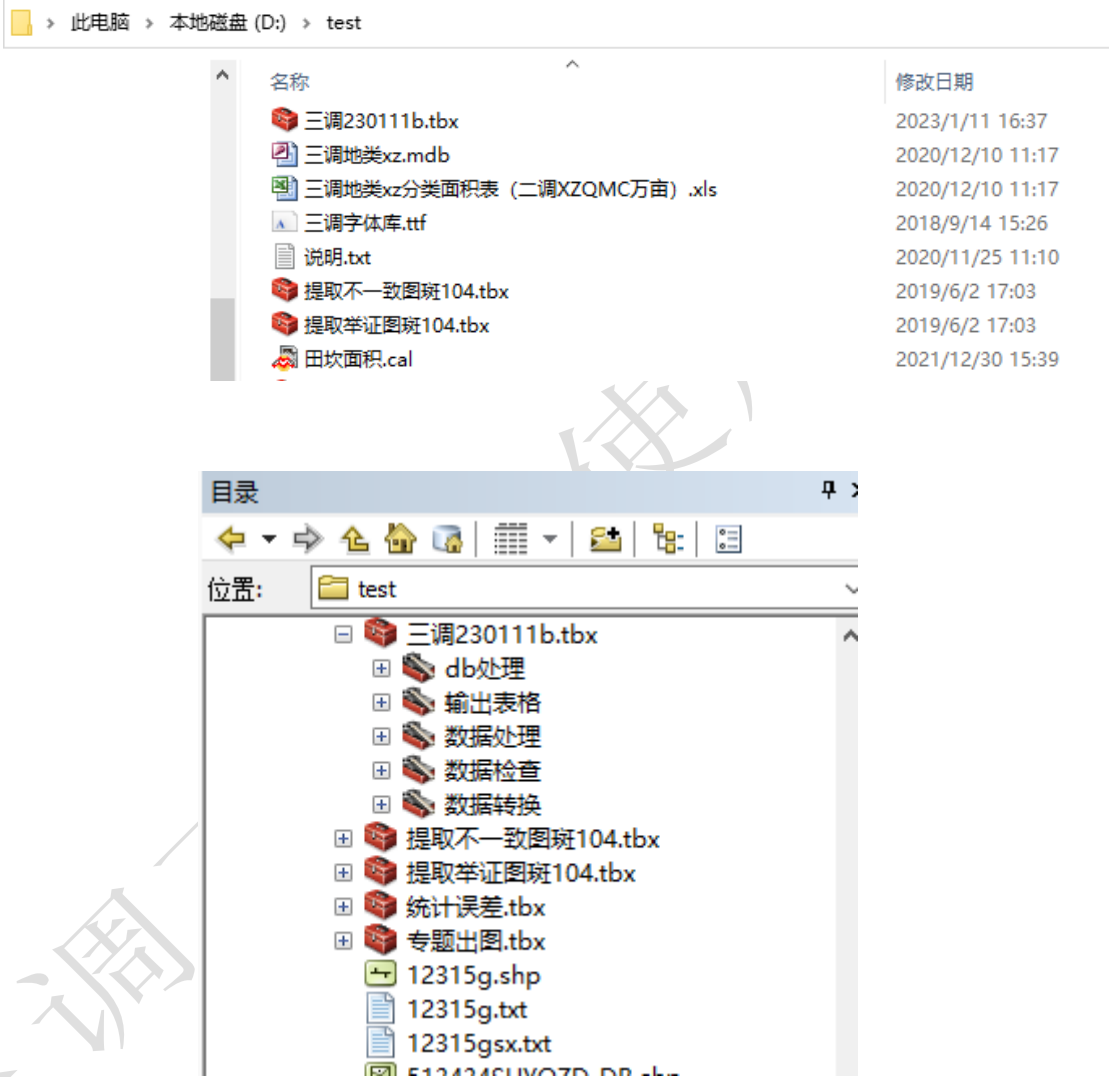 此电脑 › 本地磁盘 (D:) › test
名称 修改日期
三调230111b.tbx 2023/1/11 16:37
三调地类xz.mdb 2020/12/10 11:17
三调地类xz分类面积表（二调XZQMC万亩）.xls 2020/12/10 11:17
三调字体库.ttf 2018/9/14 15:26
说明.txt 2020/11/25 11:10
提取不一致图斑104.tbx 2019/6/2 17:03
提取举证图斑104.tbx 2019/6/2 17:03
田坎面积.cal 2021/12/30 15:39
使
目录
位置: test
三调230111b.tbx
db处理
输出表格
数据处理
数据检查
数据转换
提取不一致图斑104.tbx
提取举证图斑104.tbx
统计误差.tbx
专题出图.tbx
12315g.shp
12315g.txt
12315gsx.txt
调